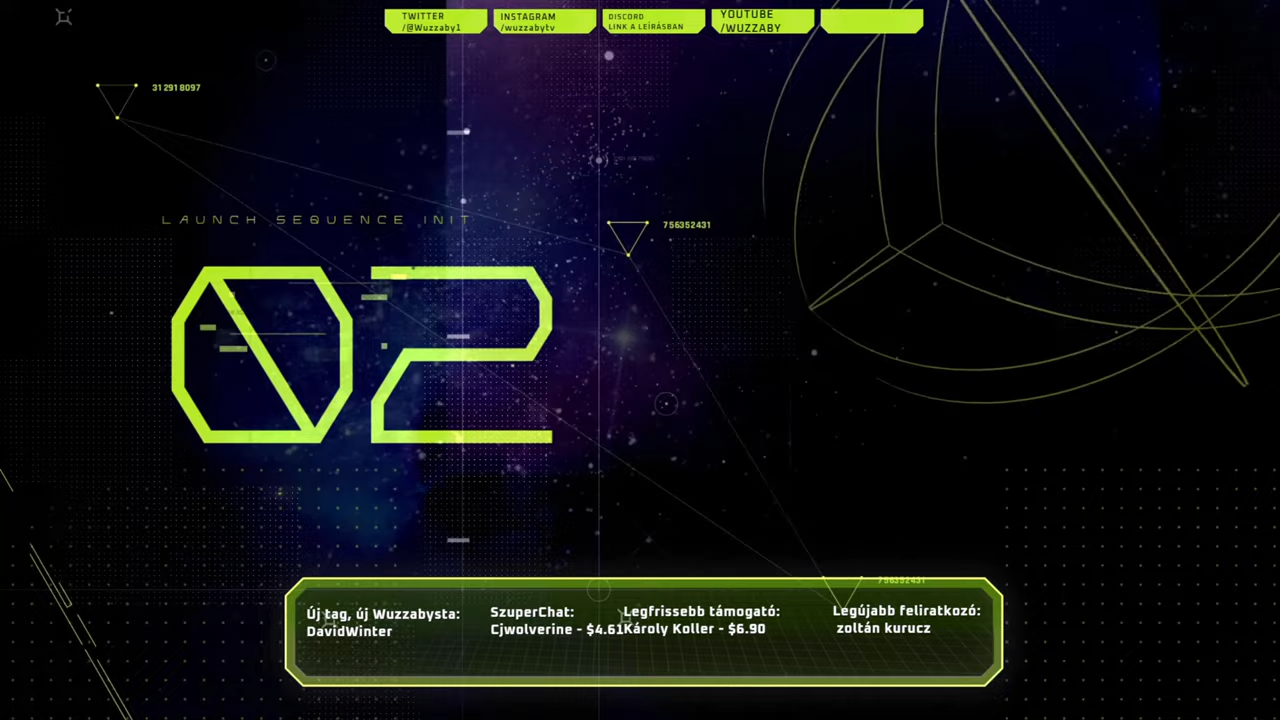 TWITTER
/@Wuzzaby1
INSTAGRAM
/wuzzabytv
DISCORD
LINK A LEÍRÁSBAN
YOUTUBE
/WUZZABY
312918097
LAUNCH SEQUENCE INIT
756352431
02
756352431
Új tag, új Wuzzabysta:
DavidWinter
SzuperChat:
Cjwolverine - $4.61
Legfrissebb támogató:
Károly Koller - $6.90
Legújabb feliratkozó:
zoltán kurucz